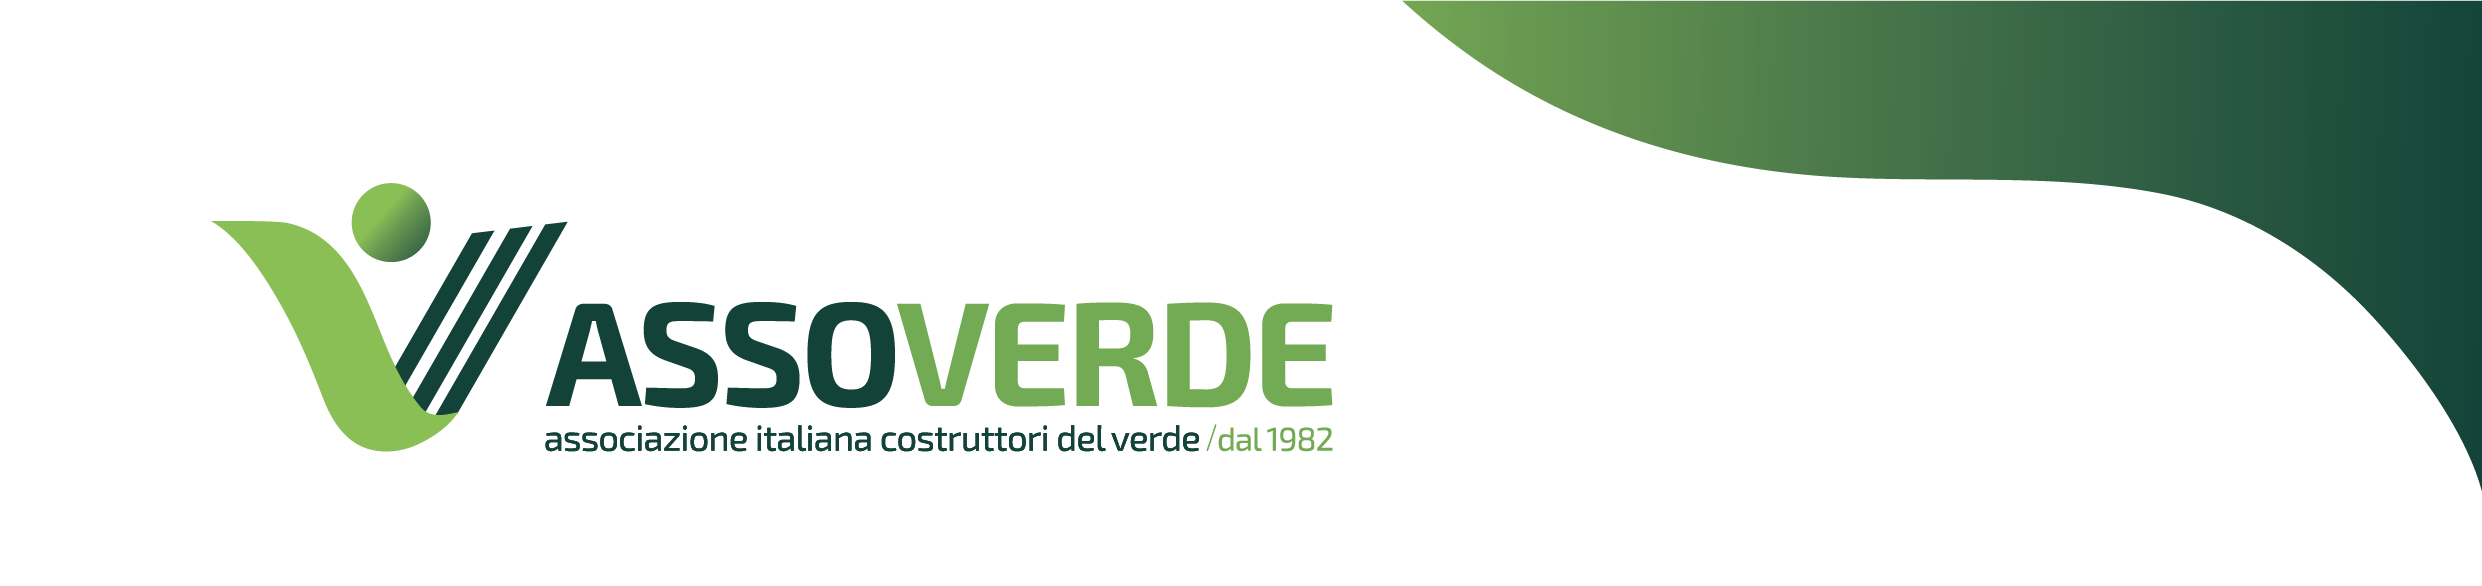 ASSOVERDE
associazione italiana costruttori del verde /dal 1982